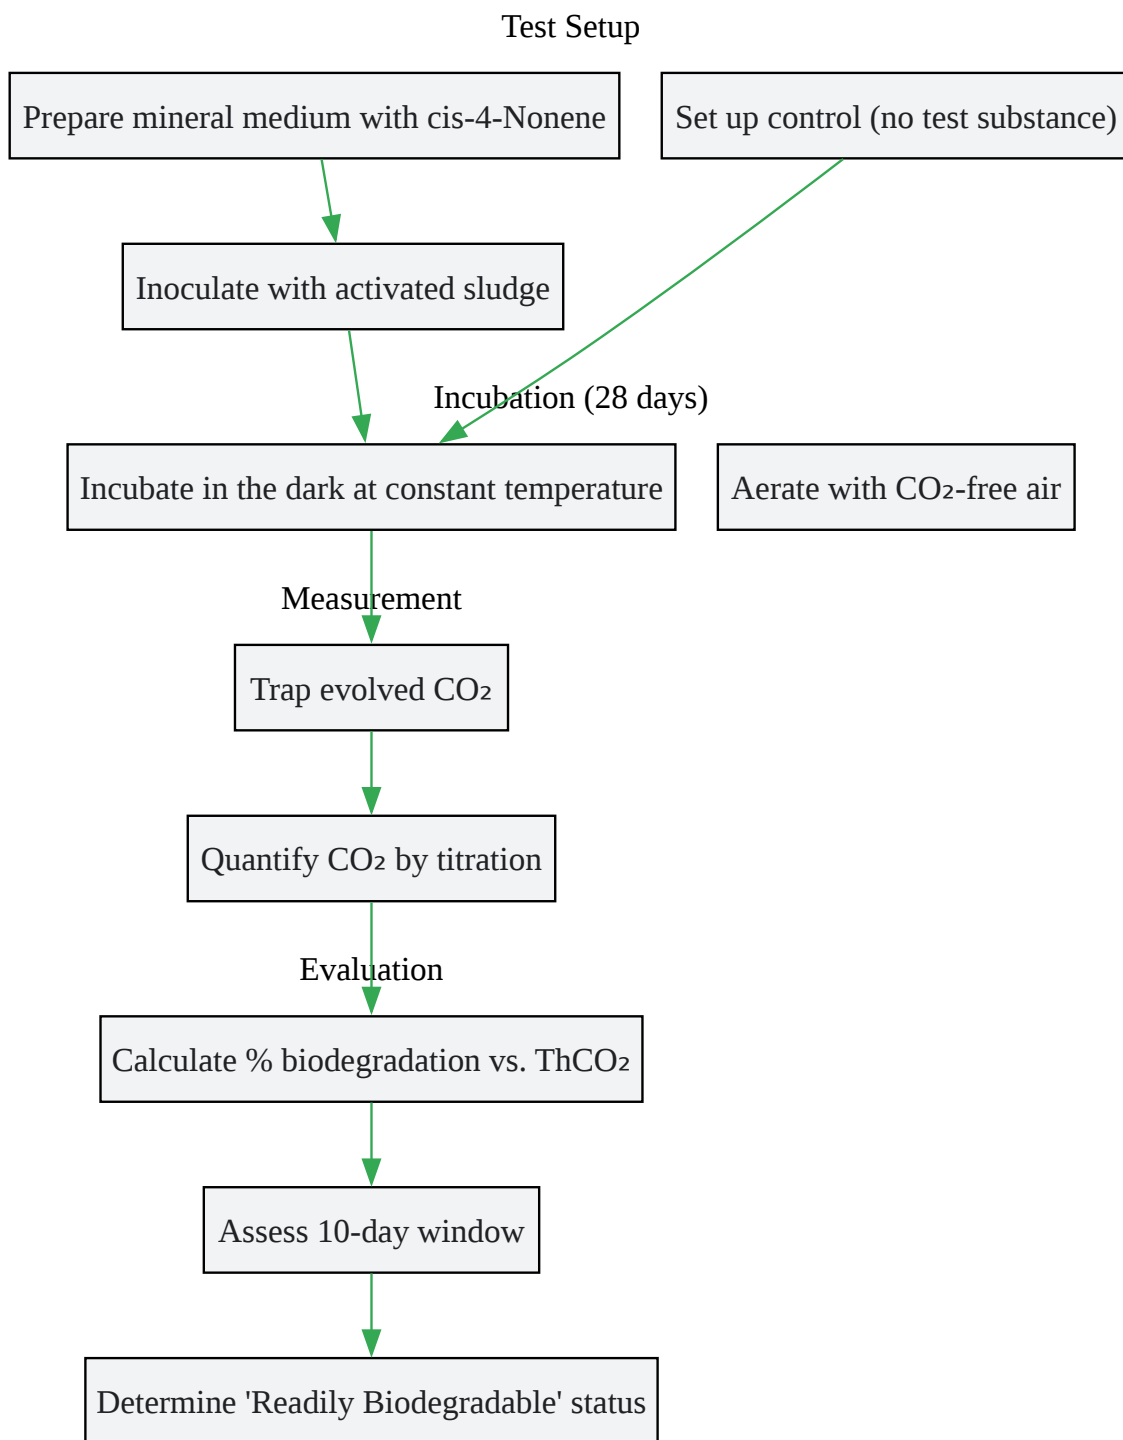 Test Setup
Prepare mineral medium with cis-4-Nonene
Set up control (no test substance)
Inoculate with activated sludge
Incubation (28 days)
Incubate in the dark at constant temperature
Aerate with CO₂-free air
Measurement
Trap evolved CO₂
Quantify CO₂ by titration
Evaluation
Calculate % biodegradation vs. ThCO₂
Assess 10-day window
Determine 'Readily Biodegradable' status